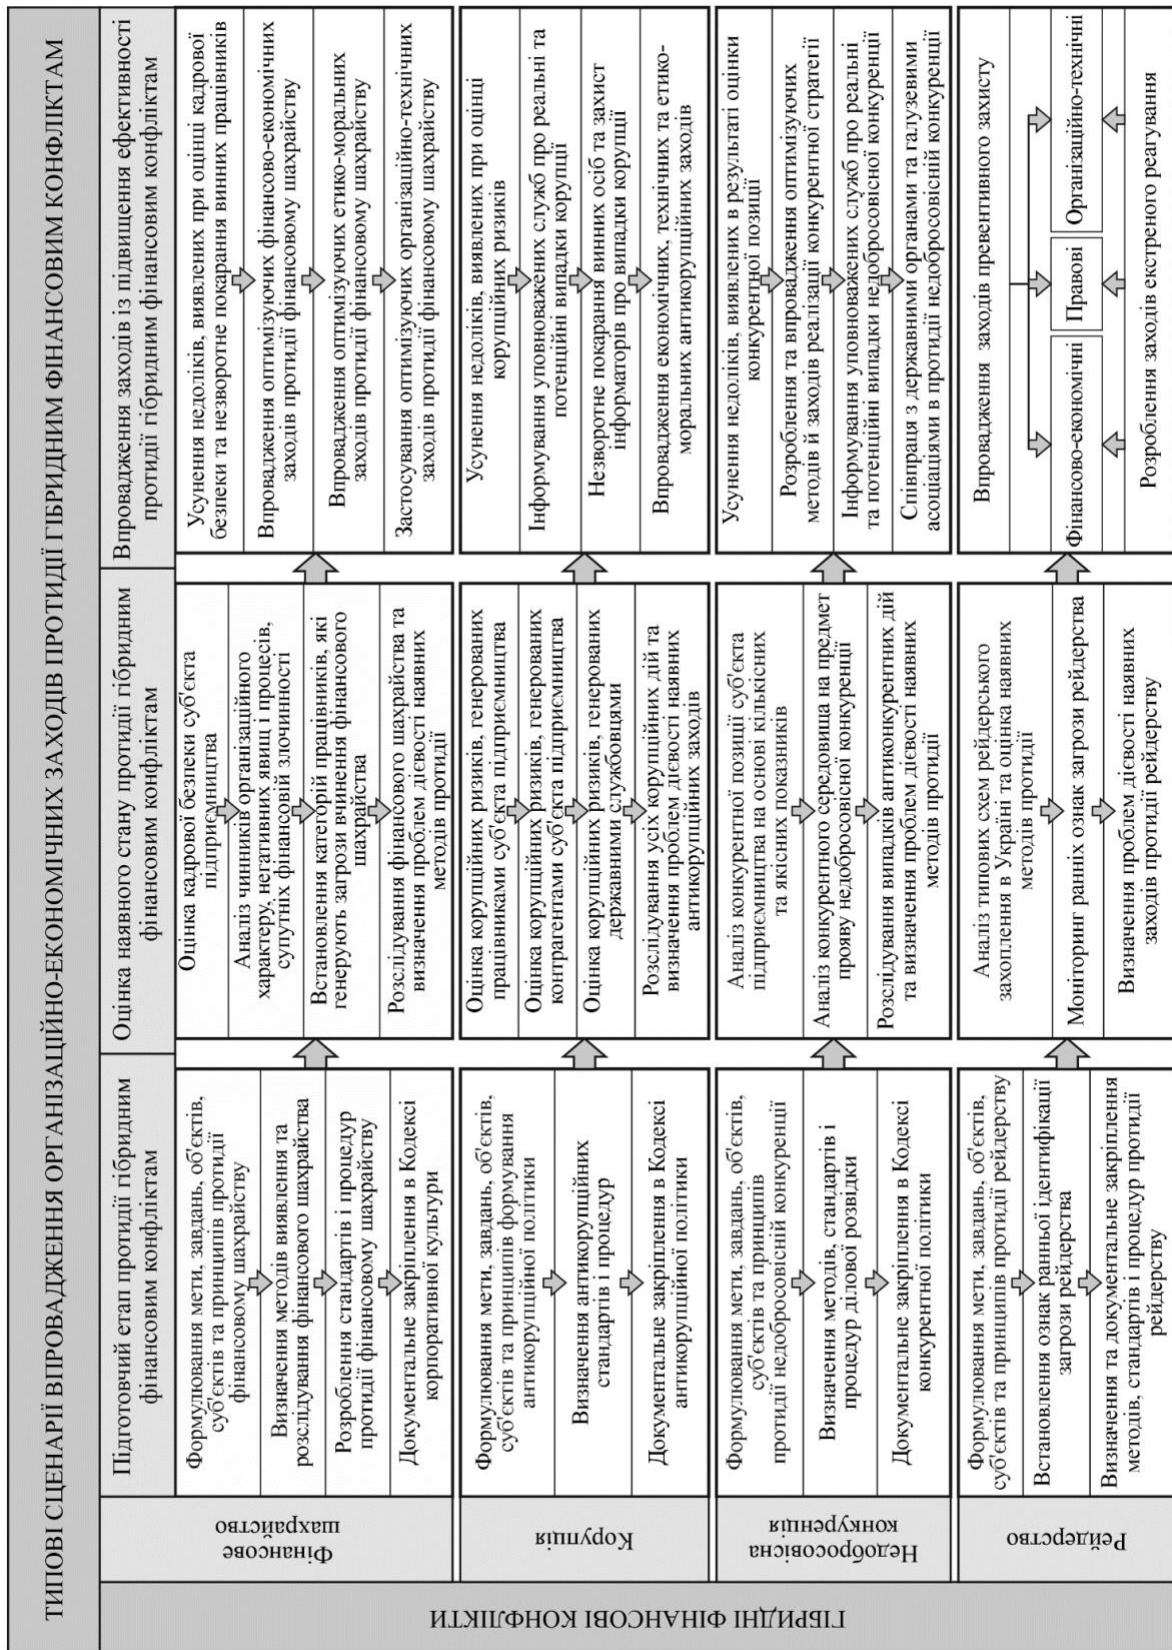 ТИПОВІ СЦЕНАРІЇ ВПРОВАДЖЕННЯ ОРГАНІЗАЦІЙНО-ЕКОНОМІЧНИХ ЗАХОДІВ ПРОТИДІЇ ГІБРИДНИМ ФІНАНСОВИМ КОНФЛІКТАМ
Підготовчий етап протидії гібридним
фінансовим конфліктам
Оцінка наявного стану протидії гібридним
фінансовим конфліктам
Впровадження заходів із підвищення ефективності
протидії гібридним фінансовим конфліктам
ГІБРИДНІ ФІНАНСОВІ КОНФЛІКТИ
Фінансове
шахрайство
Формулювання мети, завдань, об'єктів,
суб'єктів та принципів протидії
фінансовому шахрайству
Визначення методів виявлення та
розслідування фінансового шахрайства
Розроблення стандартів і процедур
протидії фінансовому шахрайству
Документальне закріплення в Кодексі
корпоративної культури
Оцінка кадрової безпеки суб'єкта
підприємництва
Аналіз чинників організаційного
характеру, негативних явищ і процесів,
супутніх фінансовій злочинності
Встановлення категорій працівників, які
генерують загрози вчинення фінансового
шахрайства
Розслідування фінансового шахрайства та
визначення проблем дієвості наявних
методів протидії
Усунення недоліків, виявлених при оцінці кадрової
безпеки та незворотне покарання винних працівників
Впровадження оптимізуючих фінансово-економічних
заходів протидії фінансовому шахрайству
Впровадження оптимізуючих етико-моральних
заходів протидії фінансовому шахрайству
Застосування оптимізуючих організаційно-технічних
заходів протидії фінансовому шахрайству
Корупція
Формулювання мети, завдань, об'єктів,
суб'єктів та принципів формування
антикорупційної політики
Визначення антикорупційних
стандартів і процедур
Документальне закріплення в Кодексі
антикорупційної політики
Оцінка корупційних ризиків, генерованих
працівниками суб'єкта підприємництва
Оцінка корупційних ризиків, генерованих
контрагентами суб'єкта підприємництва
Оцінка корупційних ризиків, генерованих
державними службовцями
Розслідування усіх корупційних дій та
визначення проблем дієвості наявних
антикорупційних заходів
Усунення недоліків, виявлених при оцінці
корупційних ризиків
Інформування уповноважених служб про реальні та
потенційні випадки корупції
Незворотне покарання винних осіб та захист
інформаторів про випадки корупції
Впровадження економічних, технічних та етико-
моральних антикорупційних заходів
Недобросовісна
конкуренція
Формулювання мети, завдань, об'єктів,
суб'єктів та принципів
протидії недобросовісній конкуренції
Визначення методів, стандартів і
процедур ділової розвідки
Документальне закріплення в Кодексі
конкурентної політики
Аналіз конкурентної позиції суб'єкта
підприємництва на основі кількісних
та якісних показників
Аналіз конкурентного середовища на предмет
прояву недобросовісної конкуренції
Розслідування випадків антиконкурентних дій
та визначення проблем дієвості наявних
методів протидії
Усунення недоліків, виявлених в результаті оцінки
конкурентної позиції
Розроблення та впровадження оптимізуючих
методів й заходів реалізації конкурентної стратегії
Інформування уповноважених служб про реальні
та потенційні випадки недобросовісної конкуренції
Співпраця з державними органами та галузевими
асоціаціями в протидії недобросовісній конкуренції
Рейдерство
Формулювання мети, завдань, об'єктів,
суб'єктів та принципів протидії рейдерству
Встановлення ознак ранньої ідентифікації
загрози рейдерства
Визначення та документальне закріплення
методів, стандартів і процедур протидії
рейдерству
Аналіз типових схем рейдерського
захоплення в Україні та оцінка наявних
методів протидії
Моніторинг ранніх ознак загрози рейдерства
Визначення проблем дієвості наявних
заходів протидії рейдерству
Впровадження заходів превентивного захисту
Фінансово-економічні
Правові
Організаційно-технічні
Розроблення заходів екстреного реагування